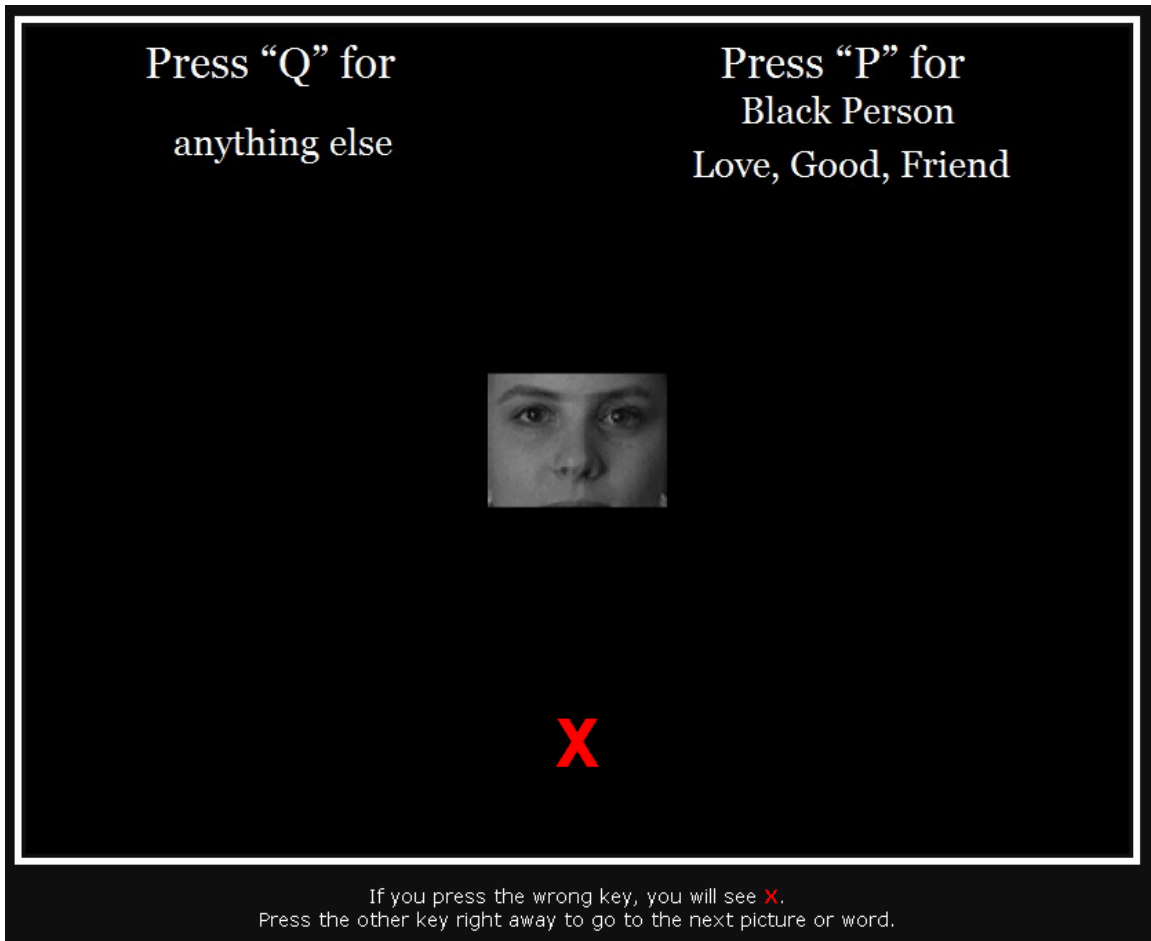 Press “Q” for
anything else
Press “P” for
Black Person
Love, Good, Friend
X
If you press the wrong key, you will see X.
Press the other key right away to go to the next picture or word.